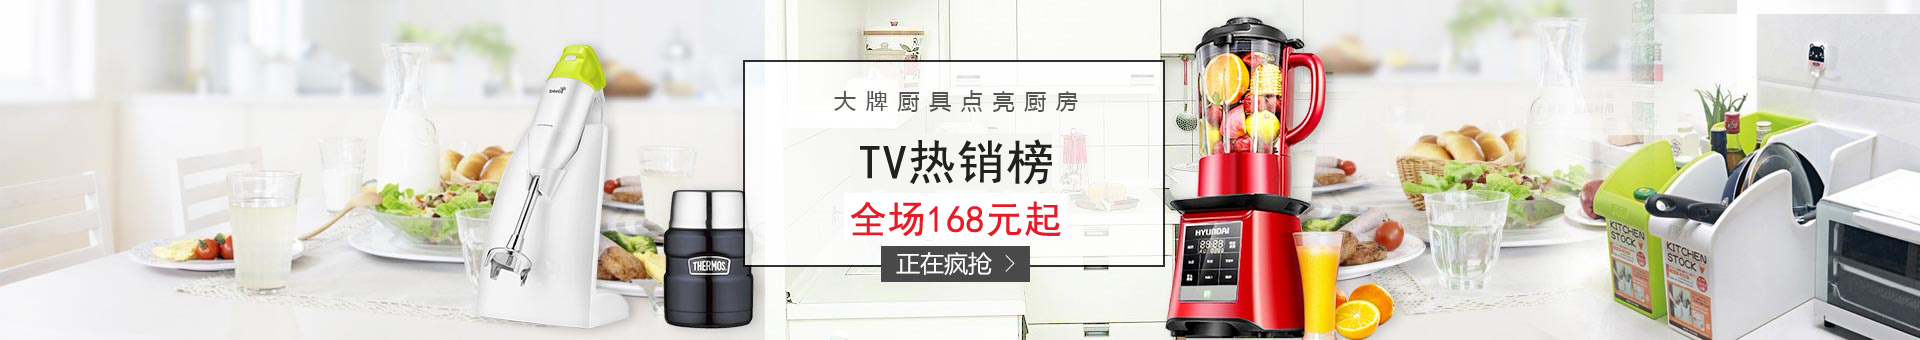 大牌厨具点亮厨房
TV热销榜
全场168元起
正在疯抢 >
THERMOS
HYUNDAI
KITCHEN
STOCK
KITCHEN
STOCK